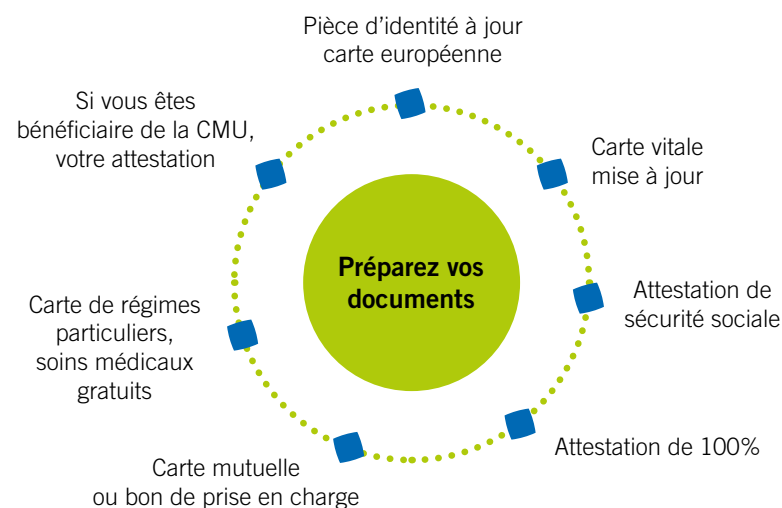 Pièce d’identité à jour
carte européenne
Si vous êtes
bénéficiaire de la CMU,
votre attestation
Carte vitale
mise à jour
Préparez vos
documents
Attestation de
sécurité sociale
Carte de régimes
particuliers,
soins médicaux
gratuits
Attestation de 100%
Carte mutuelle
ou bon de prise en charge